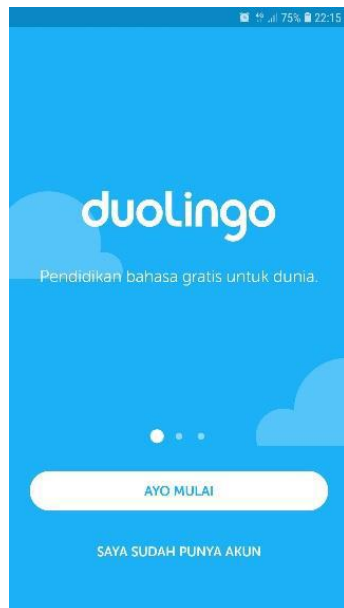 75% 22:15
duolingo
Pendidikan bahasa gratis untuk dunia.
AYO MULAI
SAYA SUDAH PUNYA AKUN